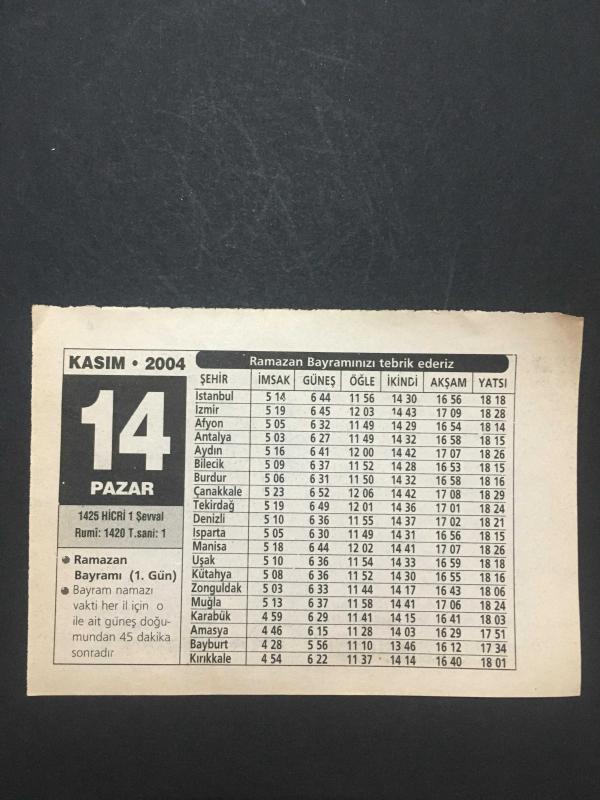 KASIM • 2004
14
PAZAR
1425 HİCRİ 1 Şevval
Rumî: 1420 T.sani: 1
Ramazan
Bayramı (1. Gün)
Bayram namazı
vakti her il için o
ile ait güneş doğu-
mundan 45 dakika
sonradır
Ramazan Bayramınızı tebrik ederiz
ŞEHİR İMSAK GÜNEŞ ÖĞLE İKİNDİ AKŞAM YATSI
İstanbul 5 14 6 44 11 56 14 30 16 56 18 18
İzmir 5 19 6 45 12 03 14 43 17 09 18 28
Afyon 5 05 6 32 11 49 14 29 16 54 18 14
Antalya 5 03 6 27 11 49 14 32 16 58 18 15
Aydın 5 16 6 41 12 00 14 42 17 07 18 26
Bilecik 5 09 6 37 11 52 14 28 16 53 18 15
Burdur 5 06 6 31 11 50 14 32 16 58 18 16
Çanakkale 5 23 6 52 12 06 14 42 17 08 18 29
Tekirdağ 5 19 6 49 12 01 14 36 17 01 18 24
Denizli 5 10 6 36 11 55 14 37 17 02 18 21
Isparta 5 05 6 30 11 49 14 31 16 56 18 15
Manisa 5 18 6 44 12 02 14 41 17 07 18 26
Uşak 5 10 6 36 11 54 14 33 16 59 18 18
Kütahya 5 08 6 36 11 52 14 30 16 55 18 16
Zonguldak 5 03 6 33 11 44 14 17 16 43 18 06
Muğla 5 13 6 37 11 58 14 41 17 06 18 24
Karabük 4 59 6 29 11 41 14 15 16 41 18 03
Amasya 4 46 6 15 11 28 14 03 16 29 17 51
Bayburt 4 28 5 56 11 10 13 46 16 12 17 34
Kırıkkale 4 54 6 22 11 37 14 14 16 40 18 01